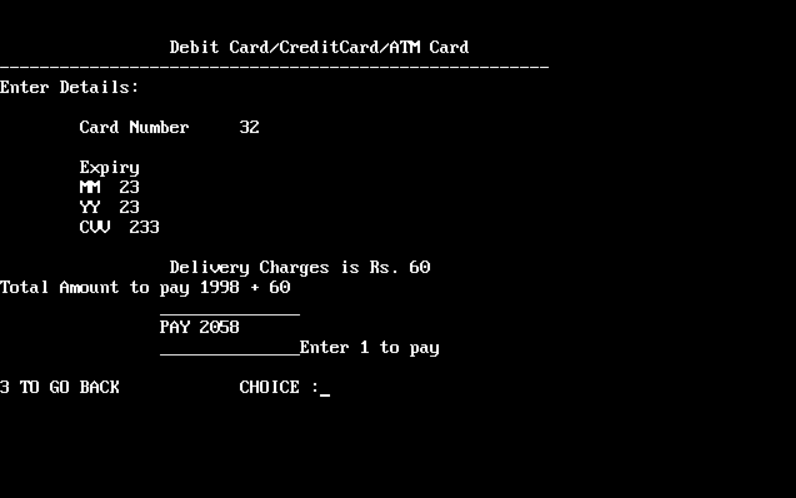 Debit Card/CreditCard/ATM Card
-------------------------------------------------------
Enter Details:
Card Number 32
Expiry
MM 23
YY 23
CVV 233
Delivery Charges is Rs. 60
Total Amount to pay 1998 + 60
______________
PAY 2058
______________Enter 1 to pay
3 TO GO BACK CHOICE :_